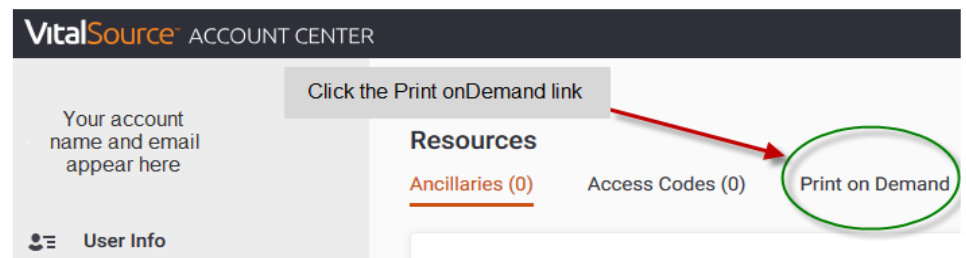 VitalSource™ ACCOUNT CENTER
Click the Print onDemand link
Your account
name and email
appear here
Resources
Ancillaries (0) Access Codes (0) Print on Demand
User Info